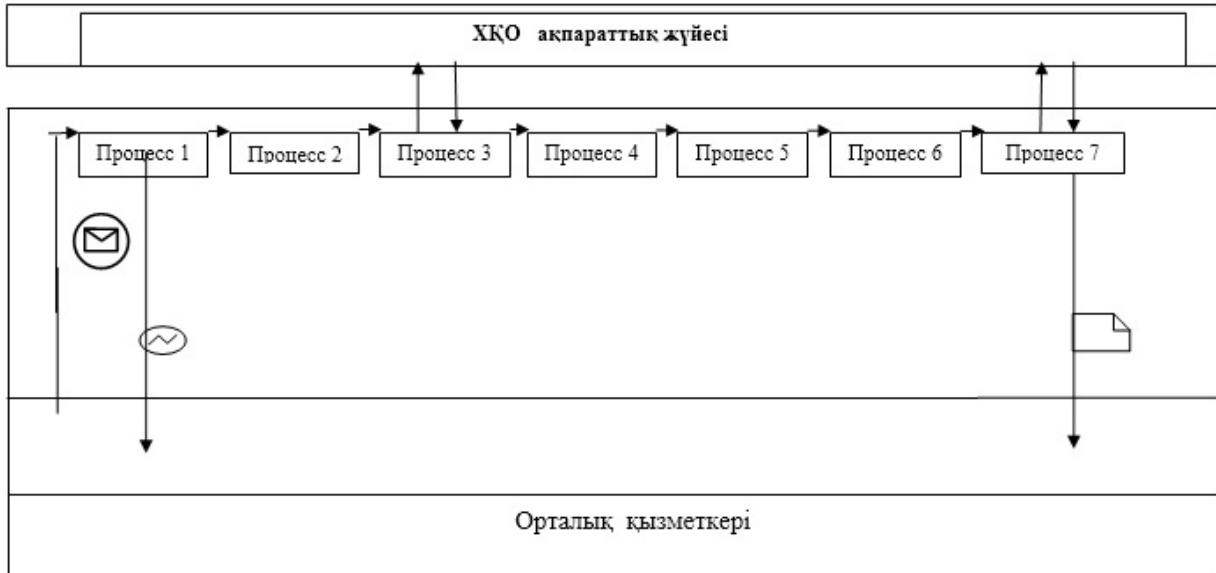 ХҚО ақпараттық жүйесі
Процесс 1
Процесс 2
Процесс 3
Процесс 4
Процесс 5
Процесс 6
Процесс 7
Орталық қызметкері